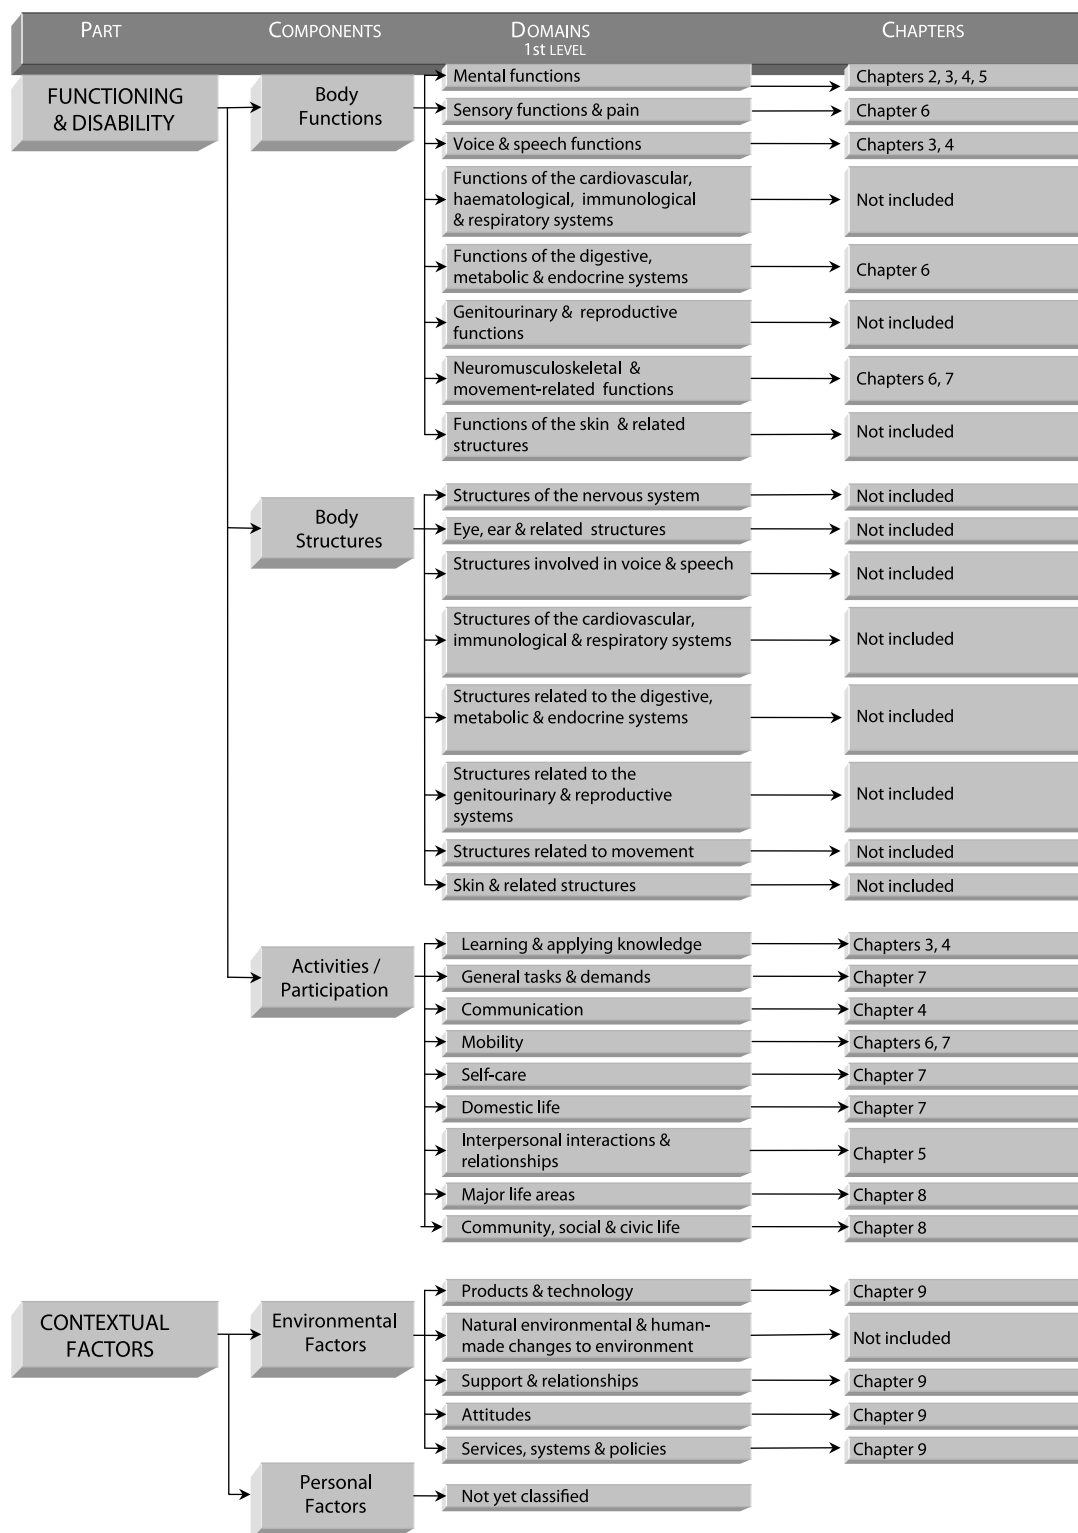 PART COMPONENTS DOMAINS CHAPTERS
1st LEVEL
FUNCTIONING
& DISABILITY
Body
Functions
Mental functions
Chapters 2, 3, 4, 5
Sensory functions & pain
Chapter 6
Voice & speech functions
Chapters 3, 4
Functions of the cardiovascular,
haematological, immunological
& respiratory systems
Not included
Functions of the digestive,
metabolic & endocrine systems
Chapter 6
Genitourinary & reproductive
functions
Not included
Neuromusculoskeletal &
movement-related functions
Chapters 6, 7
Functions of the skin & related
structures
Not included
Body
Structures
Structures of the nervous system
Not included
Eye, ear & related structures
Not included
Structures involved in voice & speech
Not included
Structures of the cardiovascular,
immunological & respiratory systems
Not included
Structures related to the digestive,
metabolic & endocrine systems
Not included
Structures related to the
genitourinary & reproductive
systems
Not included
Structures related to movement
Not included
Skin & related structures
Not included
Activities /
Participation
Learning & applying knowledge
Chapters 3, 4
General tasks & demands
Chapter 7
Communication
Chapter 4
Mobility
Chapters 6, 7
Self-care
Chapter 7
Domestic life
Chapter 7
Interpersonal interactions &
relationships
Chapter 5
Major life areas
Chapter 8
Community, social & civic life
Chapter 8
CONTEXTUAL
FACTORS
Environmental
Factors
Products & technology
Chapter 9
Natural environmental & human-
made changes to environment
Not included
Support & relationships
Chapter 9
Attitudes
Chapter 9
Services, systems & policies
Chapter 9
Personal
Factors
Not yet classified